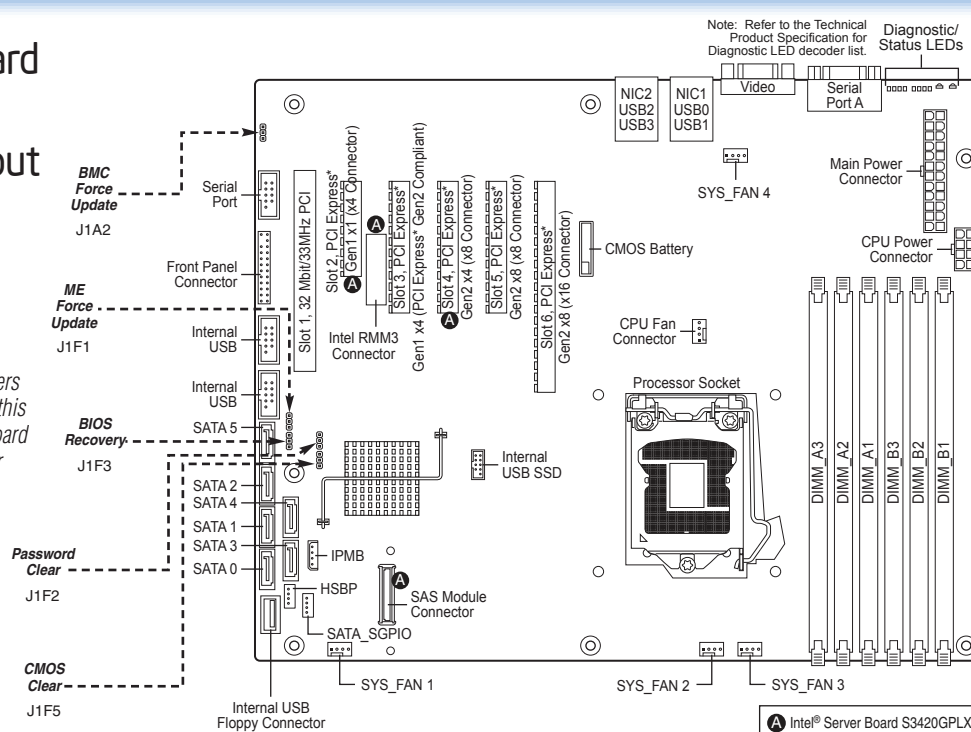 ard
out
Note: Refer to the Technical
Product Specification for
Diagnostic LED decoder list.
Diagnostic/
Status LEDs
NIC2
USB2
USB3
NIC1
USB0
USB1
Video
Serial
Port A
BMC
Force
Update
J1A2
Serial
Port
SYS_FAN 4
Main Power
Connector
CPU Power
Connector
CMOS Battery
Front Panel
Connector
ME
Force
Update
J1F1
Slot 1, 32 Mbit/33MHz PCI
Slot 2, PCI Express*
Gen1 x1 (x4 Connector)
A
A
Intel RMM3
Connector
Slot 3, PCI Express*
Gen1 x4 (PCI Express* Gen2 Compliant)
Slot 4, PCI Express*
Gen2 x4 (x8 Connector)
A
Slot 5, PCI Express*
Gen2 x8 (x8 Connector)
Slot 6, PCI Express*
Gen2 x8 (x16 Connector)
CPU Fan
Connector
Internal
USB
Internal
USB
Processor Socket
ers
this
oard
r
BIOS
Recovery
J1F3
SATA 5
SATA 2
SATA 4
SATA 1
SATA 3
SATA 0
Internal
USB SSD
DIMM_A3
DIMM_A2
DIMM_A1
DIMM_B3
DIMM_B2
DIMM_B1
Password
Clear
J1F2
IPMB
HSBP
A
SAS Module
Connector
SATA_SGPIO
CMOS
Clear
J1F5
SYS_FAN 1
SYS_FAN 2
SYS_FAN 3
Internal USB
Floppy Connector
A Intel® Server Board S3420GPLX